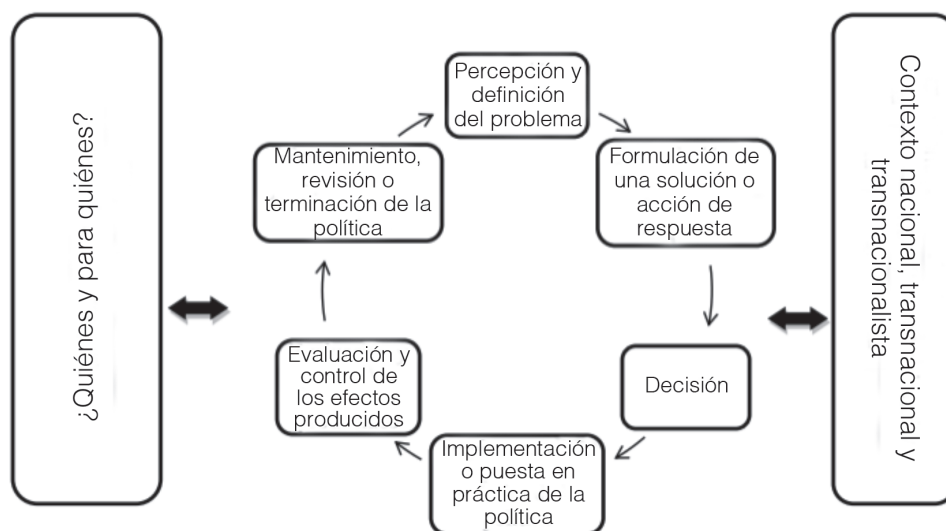 ¿Quiénes y para quiénes?
Percepción y
definición
del problema
Formulación de
una solución o
acción de
respuesta
Decisión
Implementación
o puesta en
práctica de la
política
Evaluación y
control de
los efectos
producidos
Mantenimiento,
revisión o
terminación de la
política
Contexto nacional, transnacional y
transnacionalista